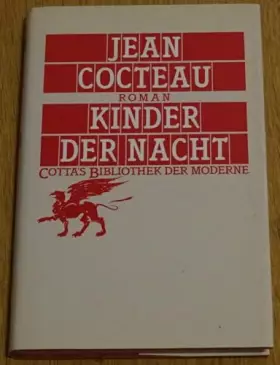 JEAN
COCTEAU
ROMAN
KINDER
DER NACHT
COTTA'S BIBLIOTHEK DER MODERNE